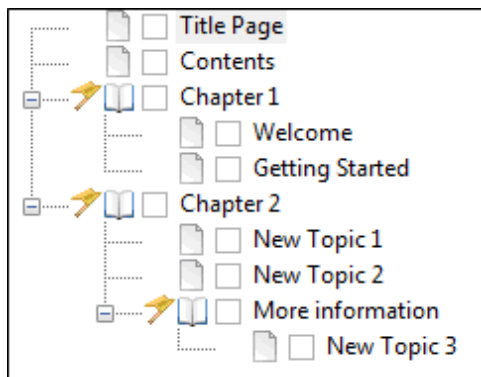 Title Page
Contents
Chapter 1
Welcome
Getting Started
Chapter 2
New Topic 1
New Topic 2
More information
New Topic 3